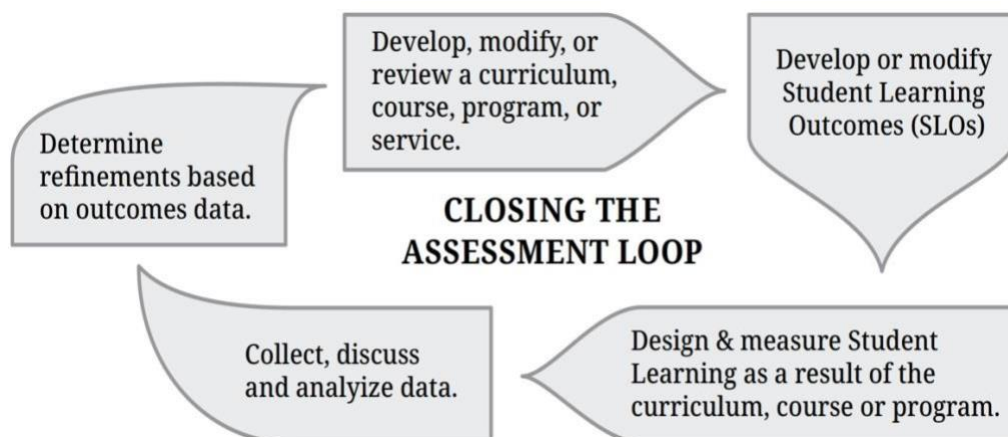 Develop, modify, or
review a curriculum,
course, program, or
service.
Develop or modify
Student Learning
Outcomes (SLOs)
Determine
refinements based
on outcomes data.
CLOSING THE
ASSESSMENT LOOP
Collect, discuss
and analyize data.
Design & measure Student
Learning as a result of the
curriculum, course or program.